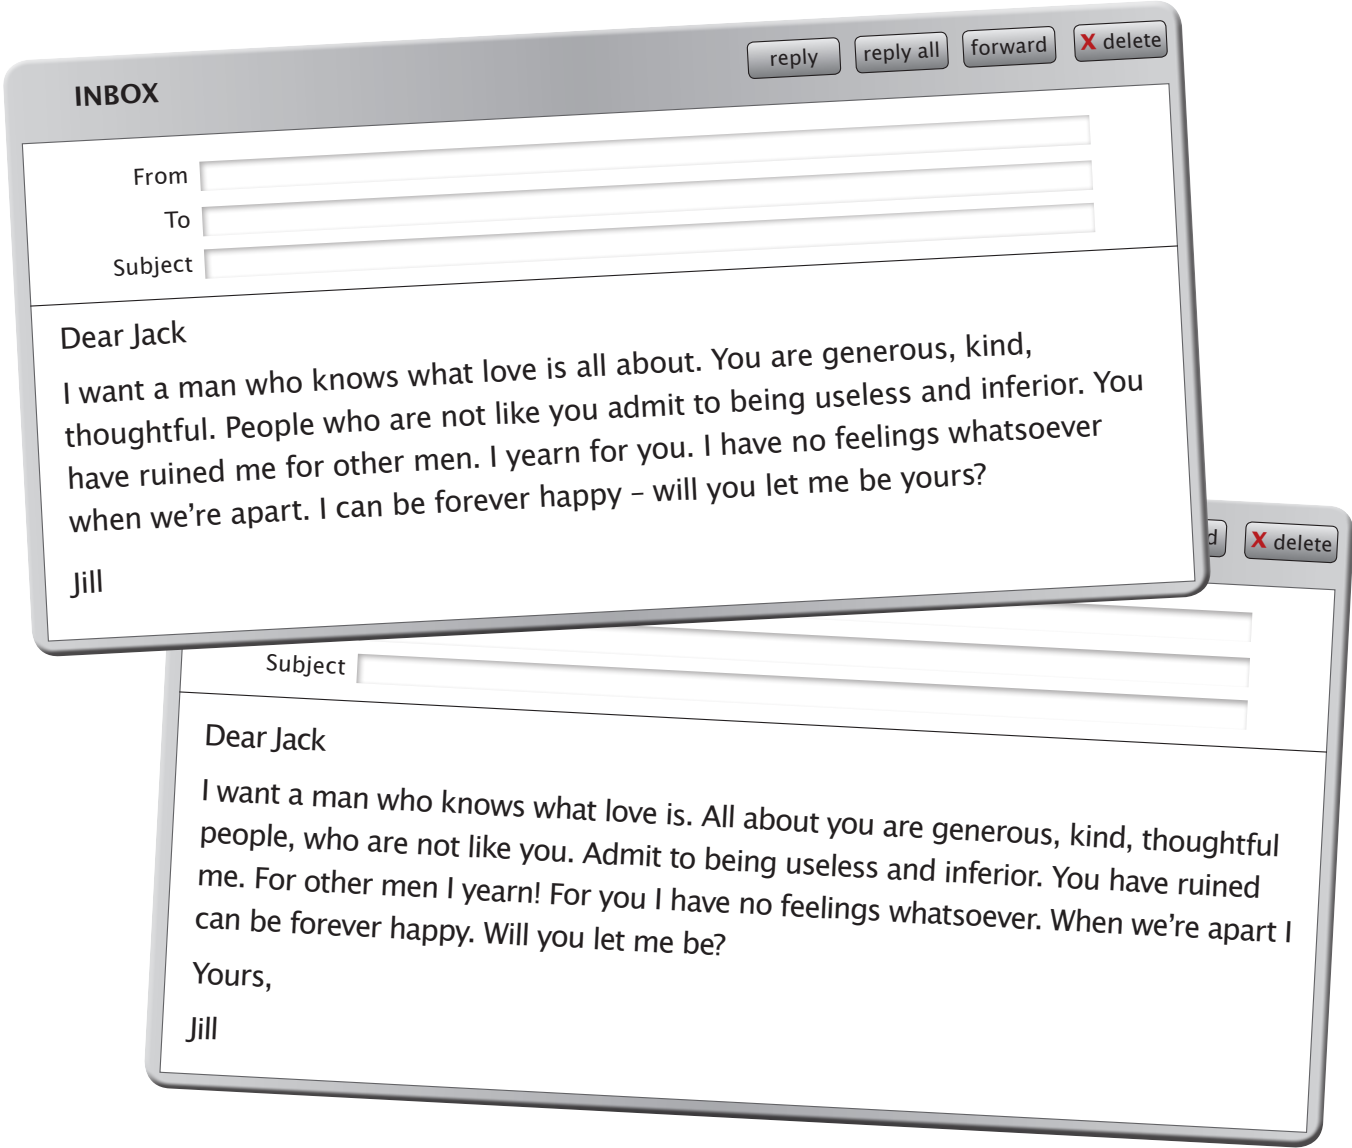 INBOX
reply
reply all
forward
X delete
From
To
Subject
Dear Jack
I want a man who knows what love is all about. You are generous, kind,
thoughtful. People who are not like you admit to being useless and inferior. You
have ruined me for other men. I yearn for you. I have no feelings whatsoever
when we’re apart. I can be forever happy – will you let me be yours?
Jill
d
X delete
Subject
Dear Jack
I want a man who knows what love is. All about you are generous, kind, thoughtful
people, who are not like you. Admit to being useless and inferior. You have ruined
me. For other men I yearn! For you I have no feelings whatsoever. When we’re apart I
can be forever happy. Will you let me be?
Yours,
Jill